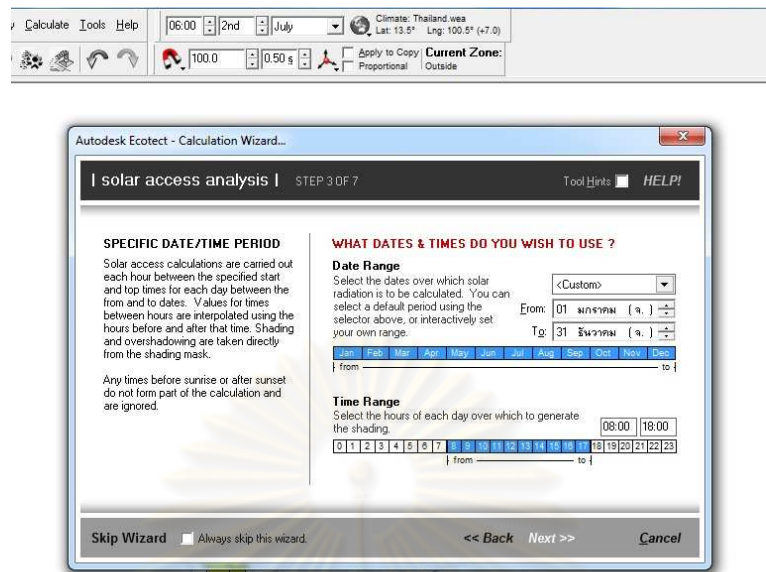 Calculate Tools Help
06:00 2nd July
Climate: Thailand.wea
Lat: 13.5° Lng: 100.5° (+7.0)
100.0 0.50 s
Apply to Copy
Proportional
Current Zone:
Outside
Autodesk Ecotect - Calculation Wizard...
| solar access analysis | STEP 3 OF 7
Tool Hints HELP!
SPECIFIC DATE/TIME PERIOD
Solar access calculations are carried out
each hour between the specified start
and top times for each day between the
from and to dates. Values for times
between hours are interpolated using the
hours before and after that time. Shading
and overshadowing are taken directly
from the shading mask.
Any times before sunrise or after sunset
do not form part of the calculation and
are ignored.
WHAT DATES & TIMES DO YOU WISH TO USE ?
Date Range
Select the dates over which solar
radiation is to be calculated. You can
select a default period using the
selector above, or interactively set
your own range.
<Custom>
From: 01 มกราคม (จ. )
To: 31 ธันวาคม (จ. )
Jan Feb Mar Apr May Jun Jul Aug Sep Oct Nov Dec
from to
Time Range
Select the hours of each day over which to generate
the shading.
08:00 18:00
0 1 2 3 4 5 6 7 8 9 10 11 12 13 14 15 16 17 18 19 20 21 22 23
from to
Skip Wizard Always skip this wizard.
<< Back Next >> Cancel